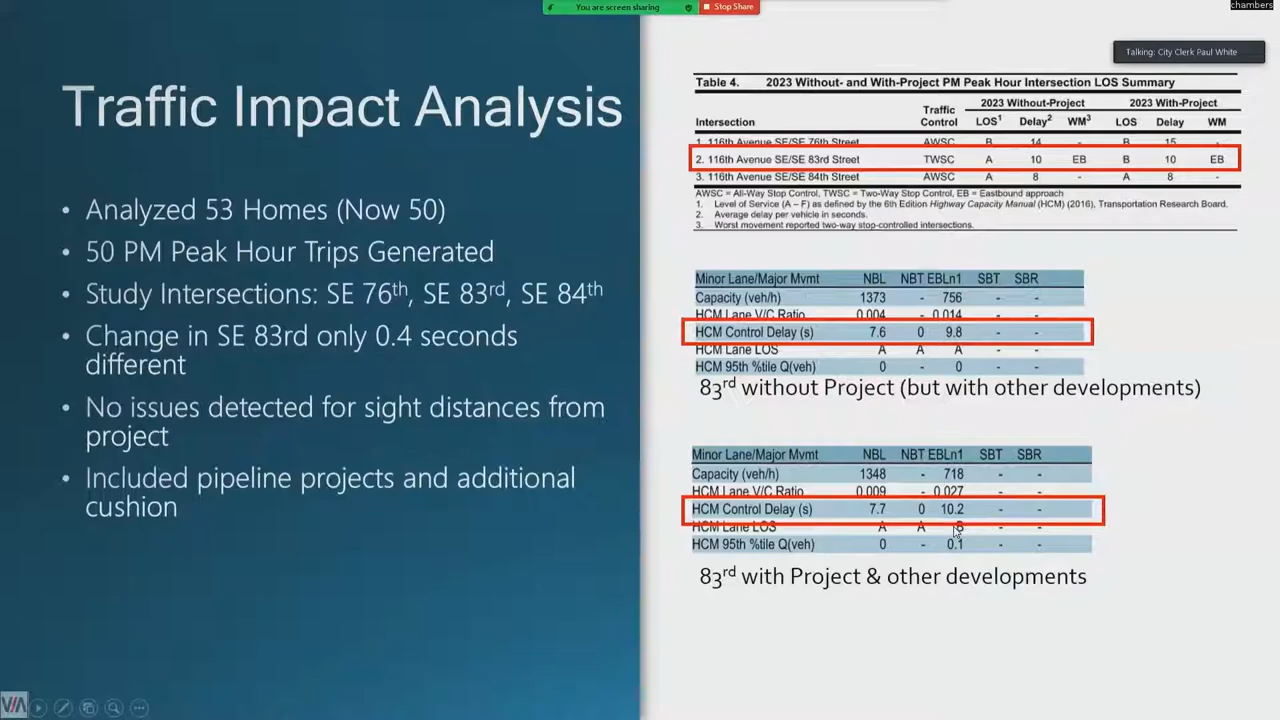 You are screen sharing
Stop Share
chambers
Talking: City Clerk Paul White
Traffic Impact Analysis
• Analyzed 53 Homes (Now 50)
• 50 PM Peak Hour Trips Generated
• Study Intersections: SE 76th, SE 83rd, SE 84th
• Change in SE 83rd only 0.4 seconds
different
• No issues detected for sight distances from
project
• Included pipeline projects and additional
cushion
Table 4. 2023 Without- and With-Project PM Peak Hour Intersection LOS Summary
Traffic 2023 Without-Project 2023 With-Project
Intersection Control LOS1 Delay2 WM3 LOS Delay WM
1. 116th Avenue SE/SE 76th Street AWSC B 14 - B 15 -
2. 116th Avenue SE/SE 83rd Street TWSC A 10 EB B 10 EB
3. 116th Avenue SE/SE 84th Street AWSC A 8 - A 8 -
AWSC = All-Way Stop Control, TWSC = Two-Way Stop Control, EB = Eastbound approach
1. Level of Service (A – F) as defined by the 6th Edition Highway Capacity Manual (HCM) (2016), Transportation Research Board.
2. Average delay per vehicle in seconds.
3. Worst movement reported two-way stop-controlled intersections.
Minor Lane/Major Mvmt NBL NBT EBLn1 SBT SBR
Capacity (veh/h) 1373 - 756 - -
HCM Lane V/C Ratio 0.004 - 0.014 - -
HCM Control Delay (s) 7.6 0 9.8 - -
HCM Lane LOS A A A - -
HCM 95th %tile Q(veh) 0 - 0 - -
83rd without Project (but with other developments)
Minor Lane/Major Mvmt NBL NBT EBLn1 SBT SBR
Capacity (veh/h) 1348 - 718 - -
HCM Lane V/C Ratio 0.009 - 0.027 - -
HCM Control Delay (s) 7.7 0 10.2 - -
HCM Lane LOS A A B - -
HCM 95th %tile Q(veh) 0 - 0.1 - -
83rd with Project & other developments
VIA